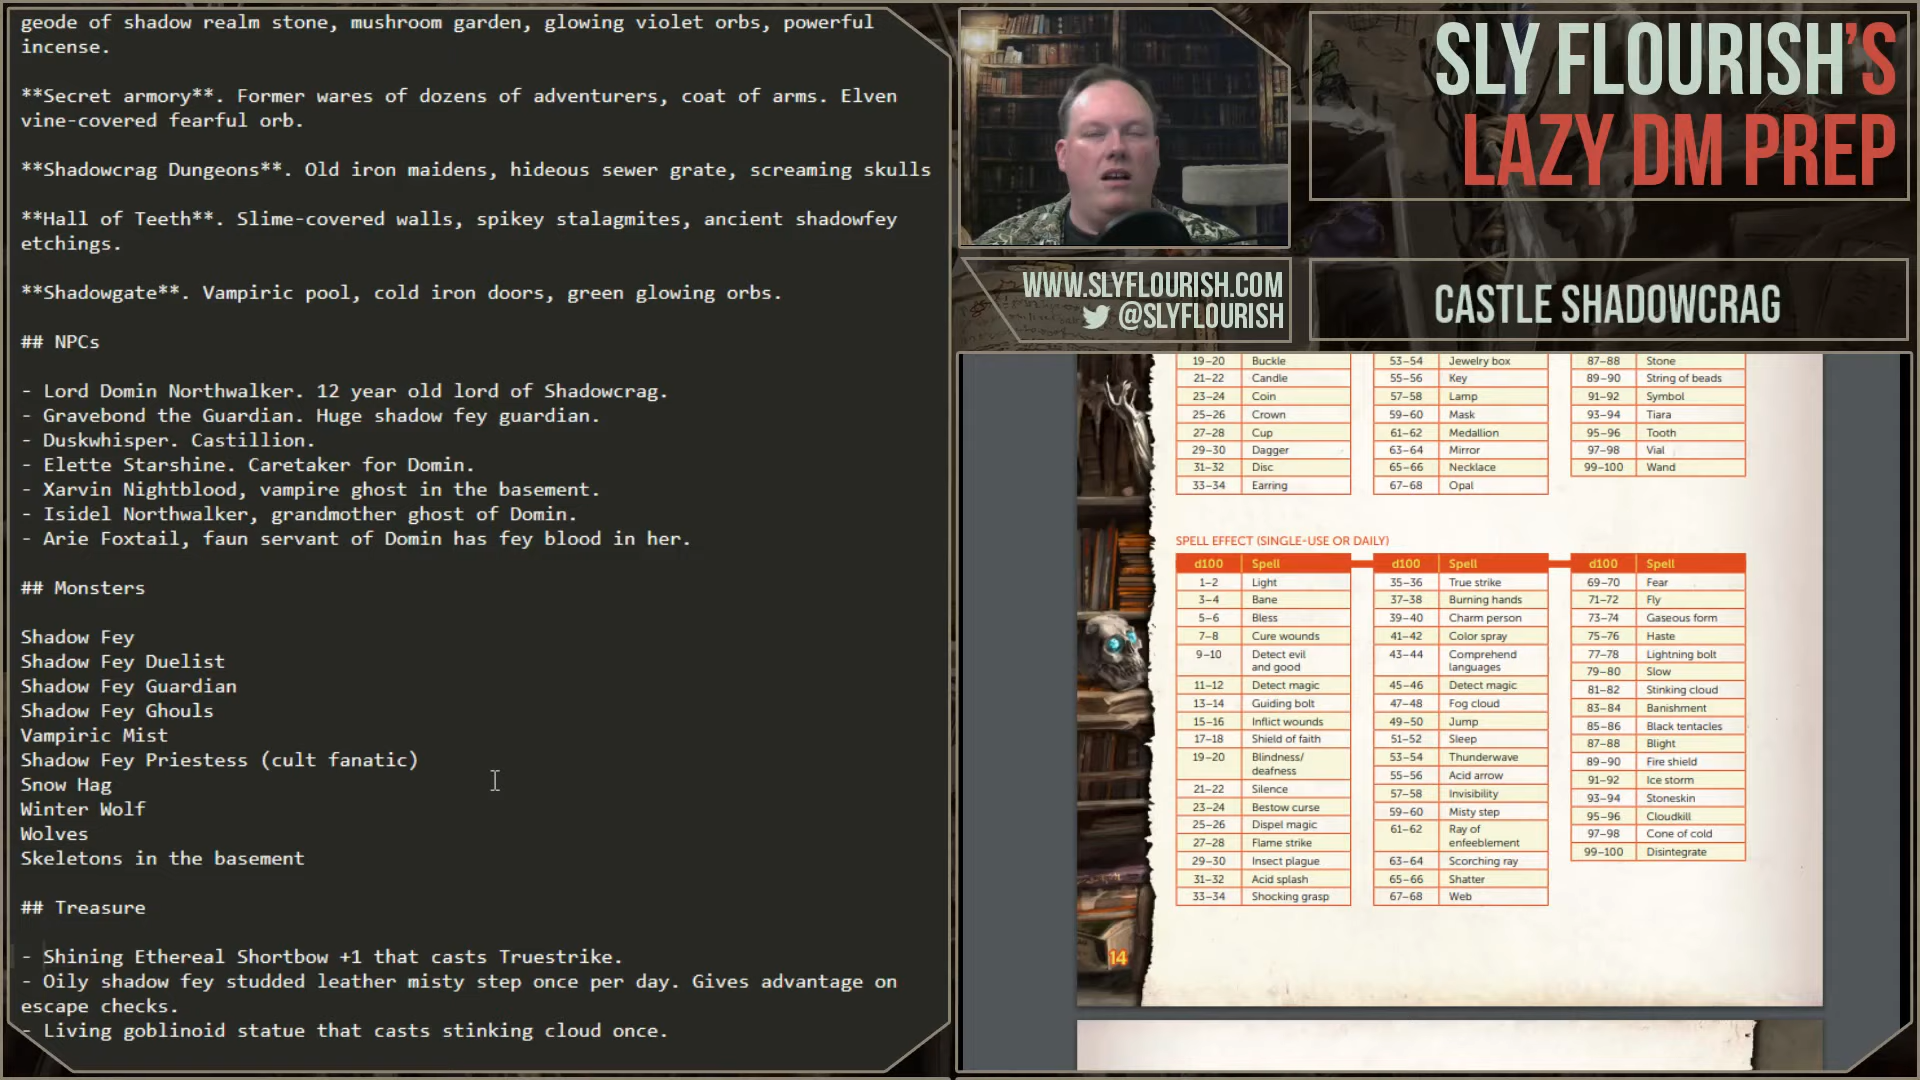 geode of shadow realm stone, mushroom garden, glowing violet orbs, powerful
incense.
**Secret armory**. Former wares of dozens of adventurers, coat of arms. Elven
vine-covered fearful orb.
**Shadowcrag Dungeons**. Old iron maidens, hideous sewer grate, screaming skulls
**Hall of Teeth**. Slime-covered walls, spikey stalagmites, ancient shadowfey
etchings.
**Shadowgate**. Vampiric pool, cold iron doors, green glowing orbs.
## NPCs
- Lord Domin Northwalker. 12 year old lord of Shadowcrag.
- Gravebond the Guardian. Huge shadow fey guardian.
- Duskwhisper. Castillion.
- Elette Starshine. Caretaker for Domin.
- Xarvin Nightblood, vampire ghost in the basement.
- Isidel Northwalker, grandmother ghost of Domin.
- Arie Foxtail, faun servant of Domin has fey blood in her.
## Monsters
Shadow Fey
Shadow Fey Duelist
Shadow Fey Guardian
Shadow Fey Ghouls
Vampiric Mist
Shadow Fey Priestess (cult fanatic)
Snow Hag
Winter Wolf
Wolves
Skeletons in the basement
## Treasure
- Shining Ethereal Shortbow +1 that casts Truestrike.
- Oily shadow fey studded leather misty step once per day. Gives advantage on
escape checks.
- Living goblinoid statue that casts stinking cloud once.
SLY FLOURISH'S
LAZY DM PREP
WWW.SLYFLOURISH.COM
@SLYFLOURISH
CASTLE SHADOWCRAG
19–20 Buckle
21–22 Candle
23–24 Coin
25–26 Crown
27–28 Cup
29–30 Dagger
31–32 Disc
33–34 Earring
53–54 Jewelry box
55–56 Key
57–58 Lamp
59–60 Mask
61–62 Medallion
63–64 Mirror
65–66 Necklace
67–68 Opal
87–88 Stone
89–90 String of beads
91–92 Symbol
93–94 Tiara
95–96 Tooth
97–98 Vial
99–100 Wand
SPELL EFFECT (SINGLE-USE OR DAILY)
d100 Spell
1–2 Light
3–4 Bane
5–6 Bless
7–8 Cure wounds
9–10 Detect evil
and good
11–12 Detect magic
13–14 Guiding bolt
15–16 Inflict wounds
17–18 Shield of faith
19–20 Blindness/
deafness
21–22 Silence
23–24 Bestow curse
25–26 Dispel magic
27–28 Flame strike
29–30 Insect plague
31–32 Acid splash
33–34 Shocking grasp
d100 Spell
35–36 True strike
37–38 Burning hands
39–40 Charm person
41–42 Color spray
43–44 Comprehend
languages
45–46 Detect magic
47–48 Fog cloud
49–50 Jump
51–52 Sleep
53–54 Thunderwave
55–56 Acid arrow
57–58 Invisibility
59–60 Misty step
61–62 Ray of
enfeeblement
63–64 Scorching ray
65–66 Shatter
67–68 Web
d100 Spell
69–70 Fear
71–72 Fly
73–74 Gaseous form
75–76 Haste
77–78 Lightning bolt
79–80 Slow
81–82 Stinking cloud
83–84 Banishment
85–86 Black tentacles
87–88 Blight
89–90 Fire shield
91–92 Ice storm
93–94 Stoneskin
95–96 Cloudkill
97–98 Cone of cold
99–100 Disintegrate
14